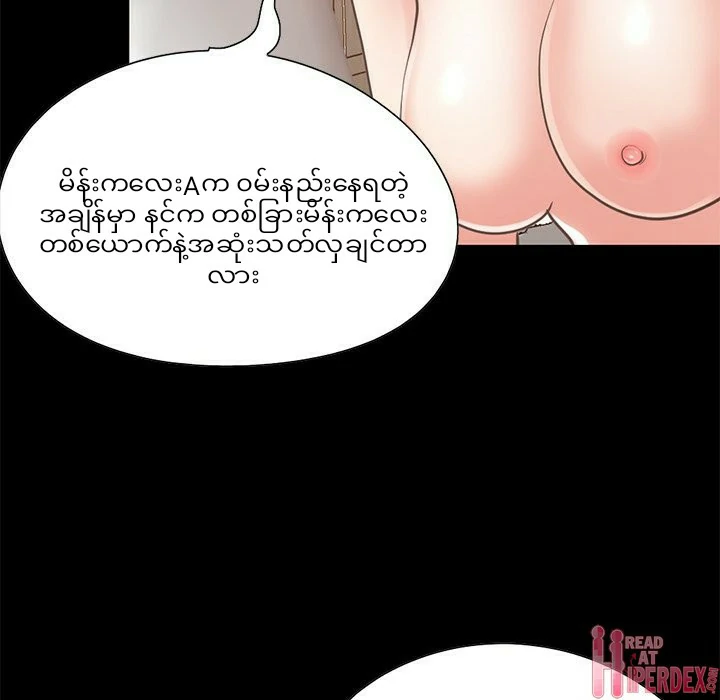 မိန်းကလေးAက ဝမ်းနည်းနေရတဲ့
အချိန်မှာ နင်က တစ်ခြားမိန်းကလေး
တစ်ယောက်နဲ့အဆုံးသတ်လှချင်တာ
လား
READ
AT
HIPERDEX.COM